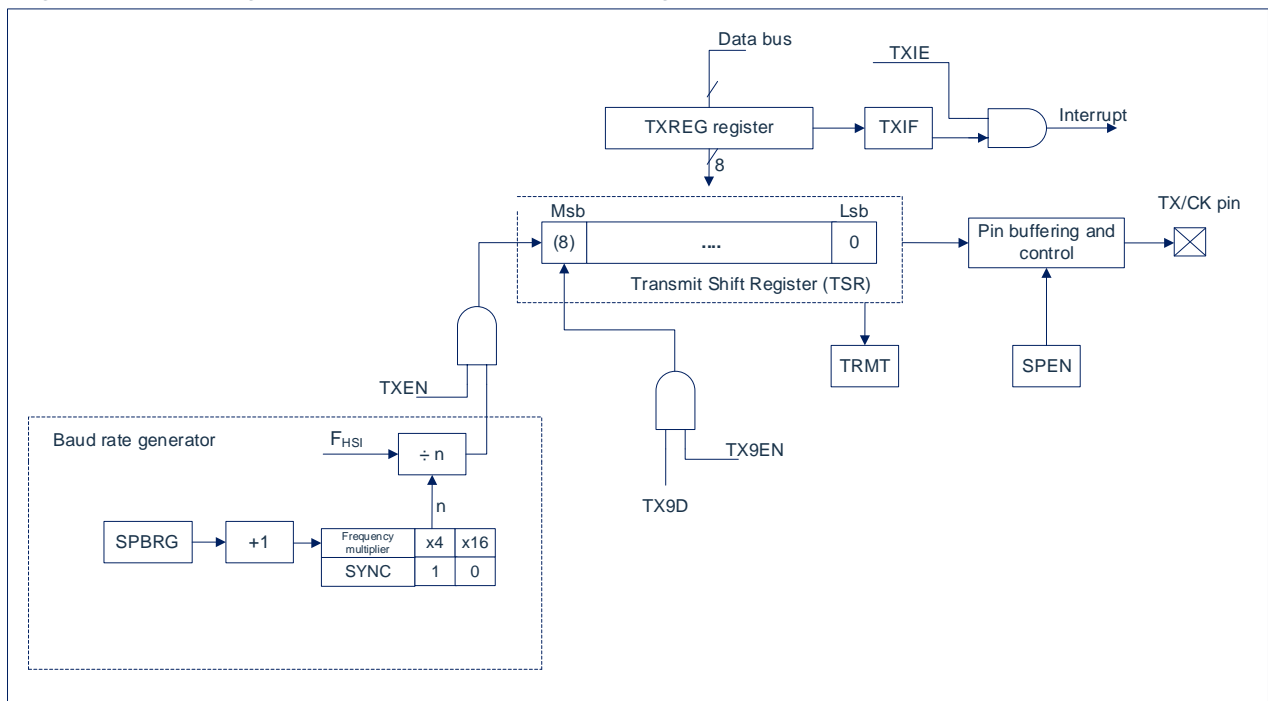 Data bus
TXIE
TXREG register
TXIF
Interrupt
8
Msb
Lsb
TX/CK pin
(8)
....
0
Pin buffering and
control
Transmit Shift Register (TSR)
TRMT
SPEN
TXEN
Baud rate generator
FHSI
÷ n
TX9EN
TX9D
n
SPBRG
+1
Frequency
multiplier
x4
x16
SYNC
1
0